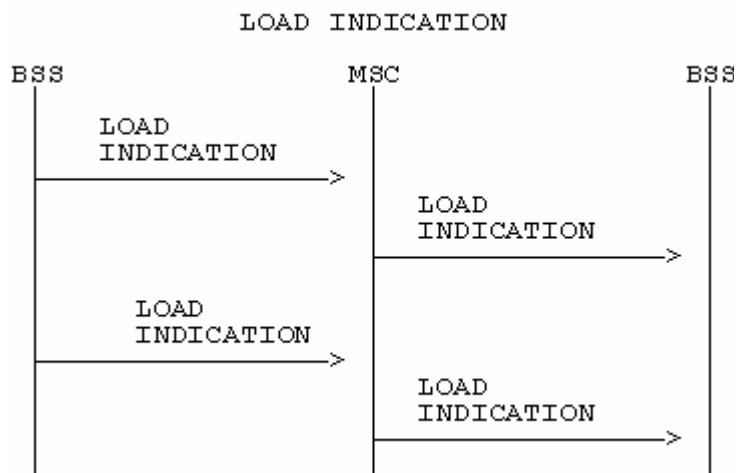 LOAD INDICATION
BSS MSC BSS
LOAD
INDICATION
LOAD
INDICATION
LOAD
INDICATION
LOAD
INDICATION